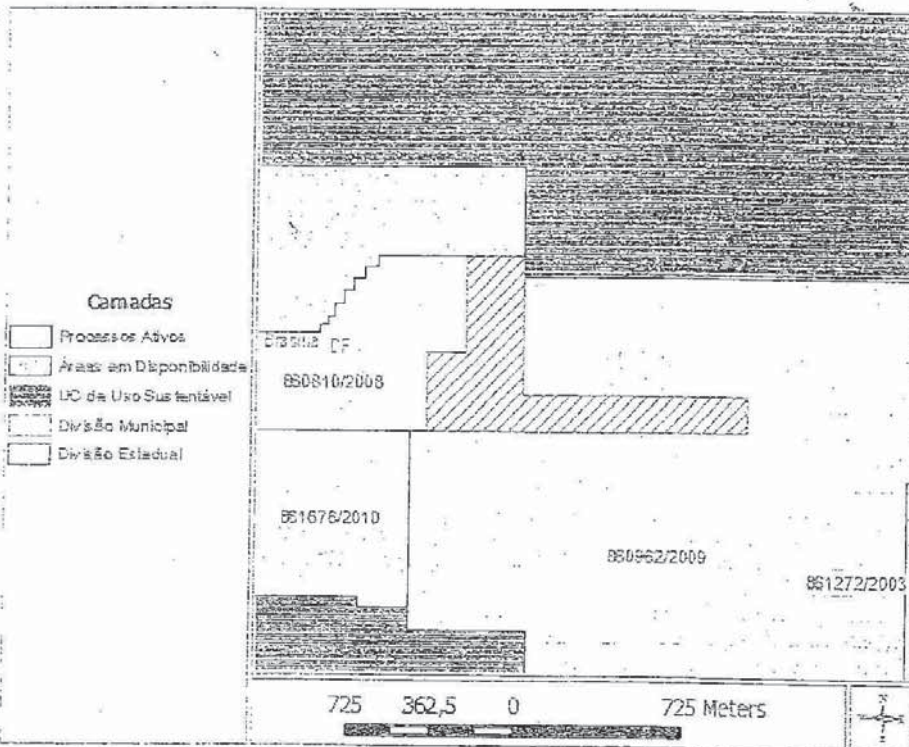 Camadas
Processos Ativos
Áreas em Disponibilidade
UC de Uso Sustentável
Divisão Municipal
Divisão Estadual
Brasília DF
860810/2008
861676/2010
860962/2009
861272/2003
725 362,5 0 725 Meters
N